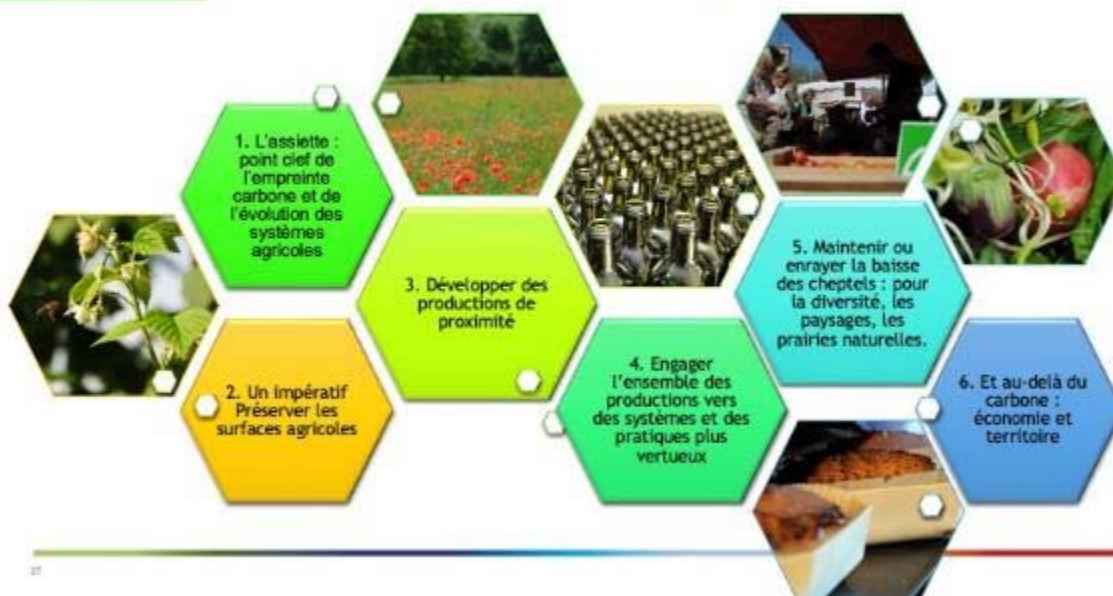 1. L'assiette :
point clef de
l'empreinte
carbone et de
l'évolution des
systèmes
agricoles
2. Un impératif
Préserver les
surfaces agricoles
3. Développer des
productions de
proximité
4. Engager
l'ensemble des
productions vers
des systèmes et des
pratiques plus
vertueux
5. Maintenir ou
enrayer la baisse
des cheptels : pour
la diversité, les
paysages, les
prairies naturelles.
6. Et au-delà du
carbone :
économie et
territoire